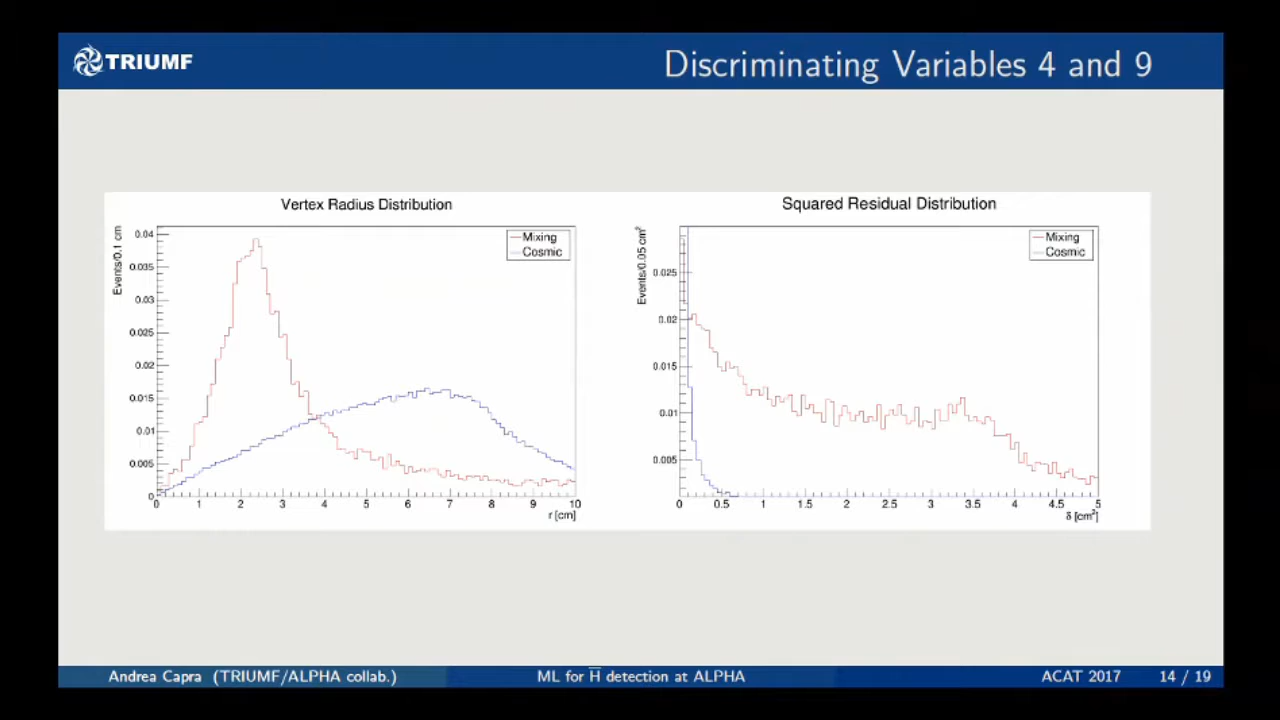 TRIUMF
Discriminating Variables 4 and 9
Vertex Radius Distribution
Events/0.1 cm
0.04
0.035
0.03
0.025
0.02
0.015
0.01
0.005
0
0 1 2 3 4 5 6 7 8 9 10
r [cm]
Mixing
Cosmic
Squared Residual Distribution
Events/0.05 cm²
0.025
0.02
0.015
0.01
0.005
0 0.5 1 1.5 2 2.5 3 3.5 4 4.5 5
δ [cm²]
Mixing
Cosmic
Andrea Capra (TRIUMF/ALPHA collab.) ML for H̅ detection at ALPHA ACAT 2017 14 / 19